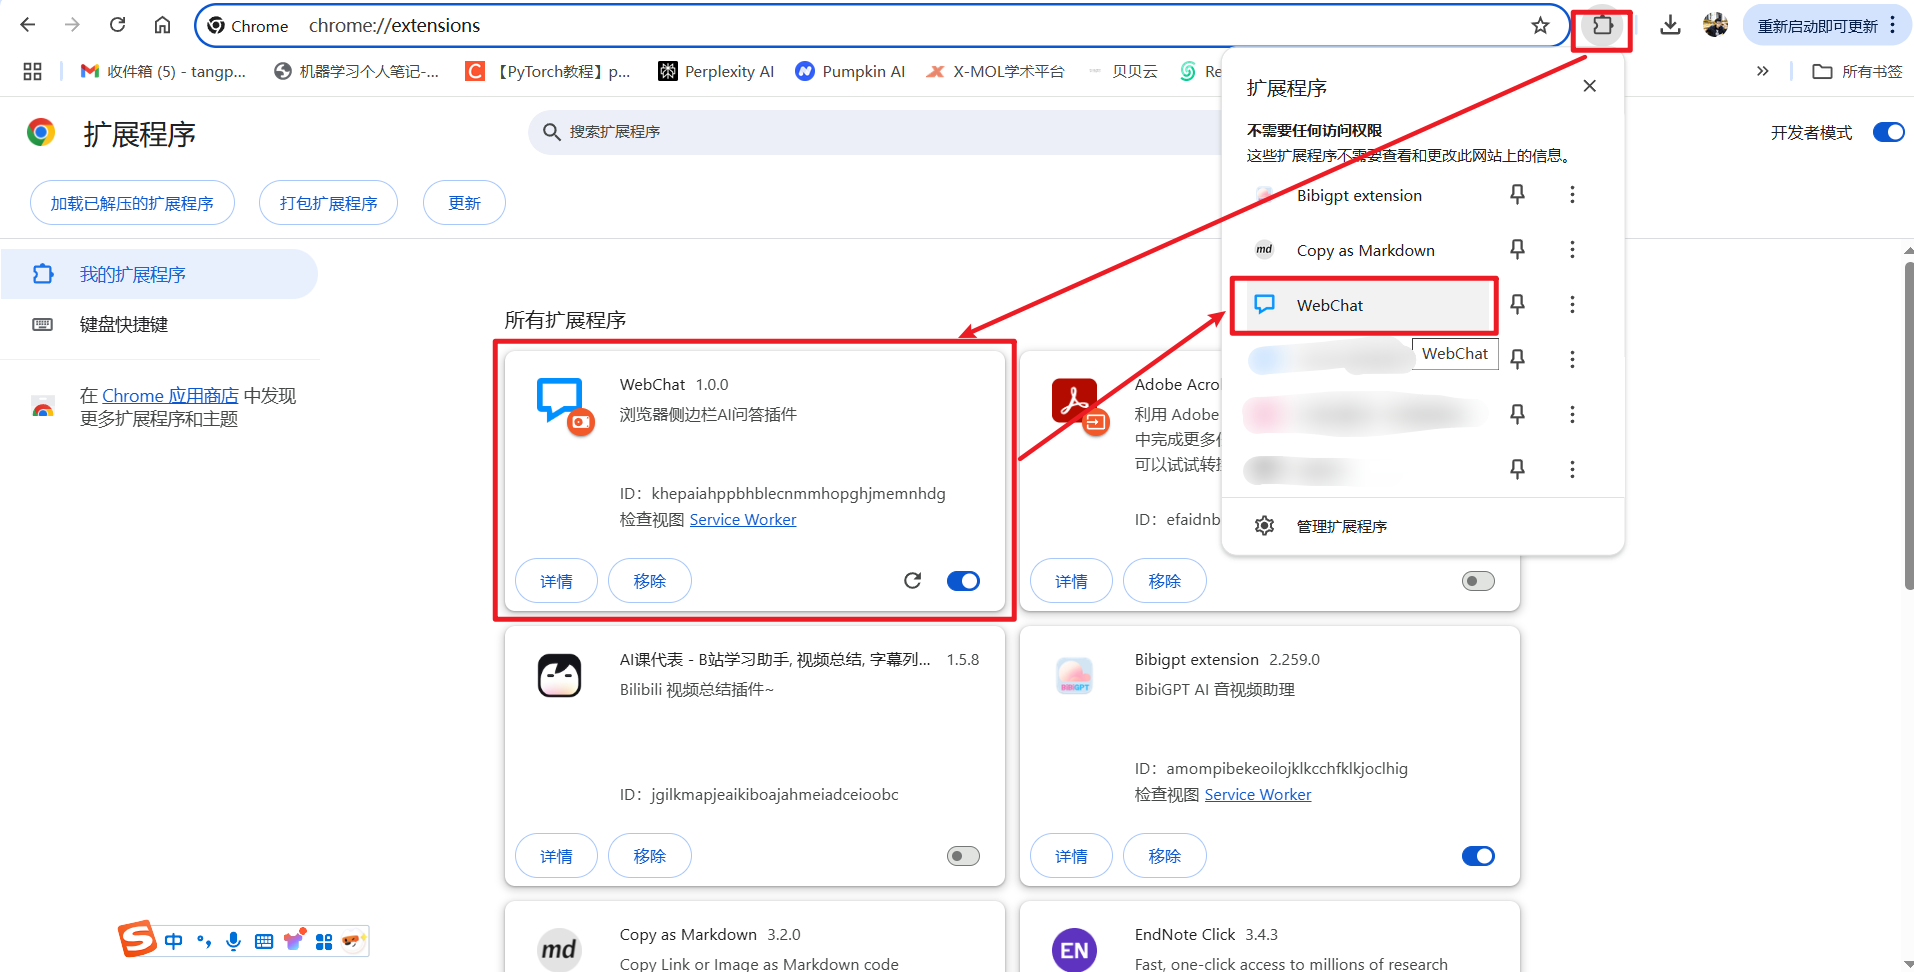 Chrome chrome://extensions
重新启动即可更新
收件箱 (5) - tangp...
机器学习个人笔记-...
【PyTorch教程】p...
Perplexity AI
Pumpkin AI
X-MOL学术平台
贝贝云
Re
所有书签
扩展程序
搜索扩展程序
开发者模式
加载已解压的扩展程序
打包扩展程序
更新
扩展程序
不需要任何访问权限
这些扩展程序不需要查看和更改此网站上的信息。
Bibigpt extension
md
Copy as Markdown
WebChat
WebChat
管理扩展程序
我的扩展程序
键盘快捷键
在 Chrome 应用商店 中发现
更多扩展程序和主题
所有扩展程序
WebChat 1.0.0
浏览器侧边栏AI问答插件
ID：khepaiahppbhblecnmmhopghjmemnhdg
检查视图 Service Worker
详情
移除
Adobe Acro
利用 Adobe
中完成更多
可以试试转
ID：efaidnb
详情
移除
AI课代表 - B站学习助手, 视频总结, 字幕列... 1.5.8
Bilibili 视频总结插件~
ID：jgilkmapjeaikiboajahmeiadceioobc
详情
移除
BIBIGPT
Bibigpt extension 2.259.0
BibiGPT AI 音视频助理
ID：amompibekeoilojklkcchfklkjoclhig
检查视图 Service Worker
详情
移除
md
Copy as Markdown 3.2.0
Copy Link or Image as Markdown code
EN
EndNote Click 3.4.3
Fast, one-click access to millions of research
中